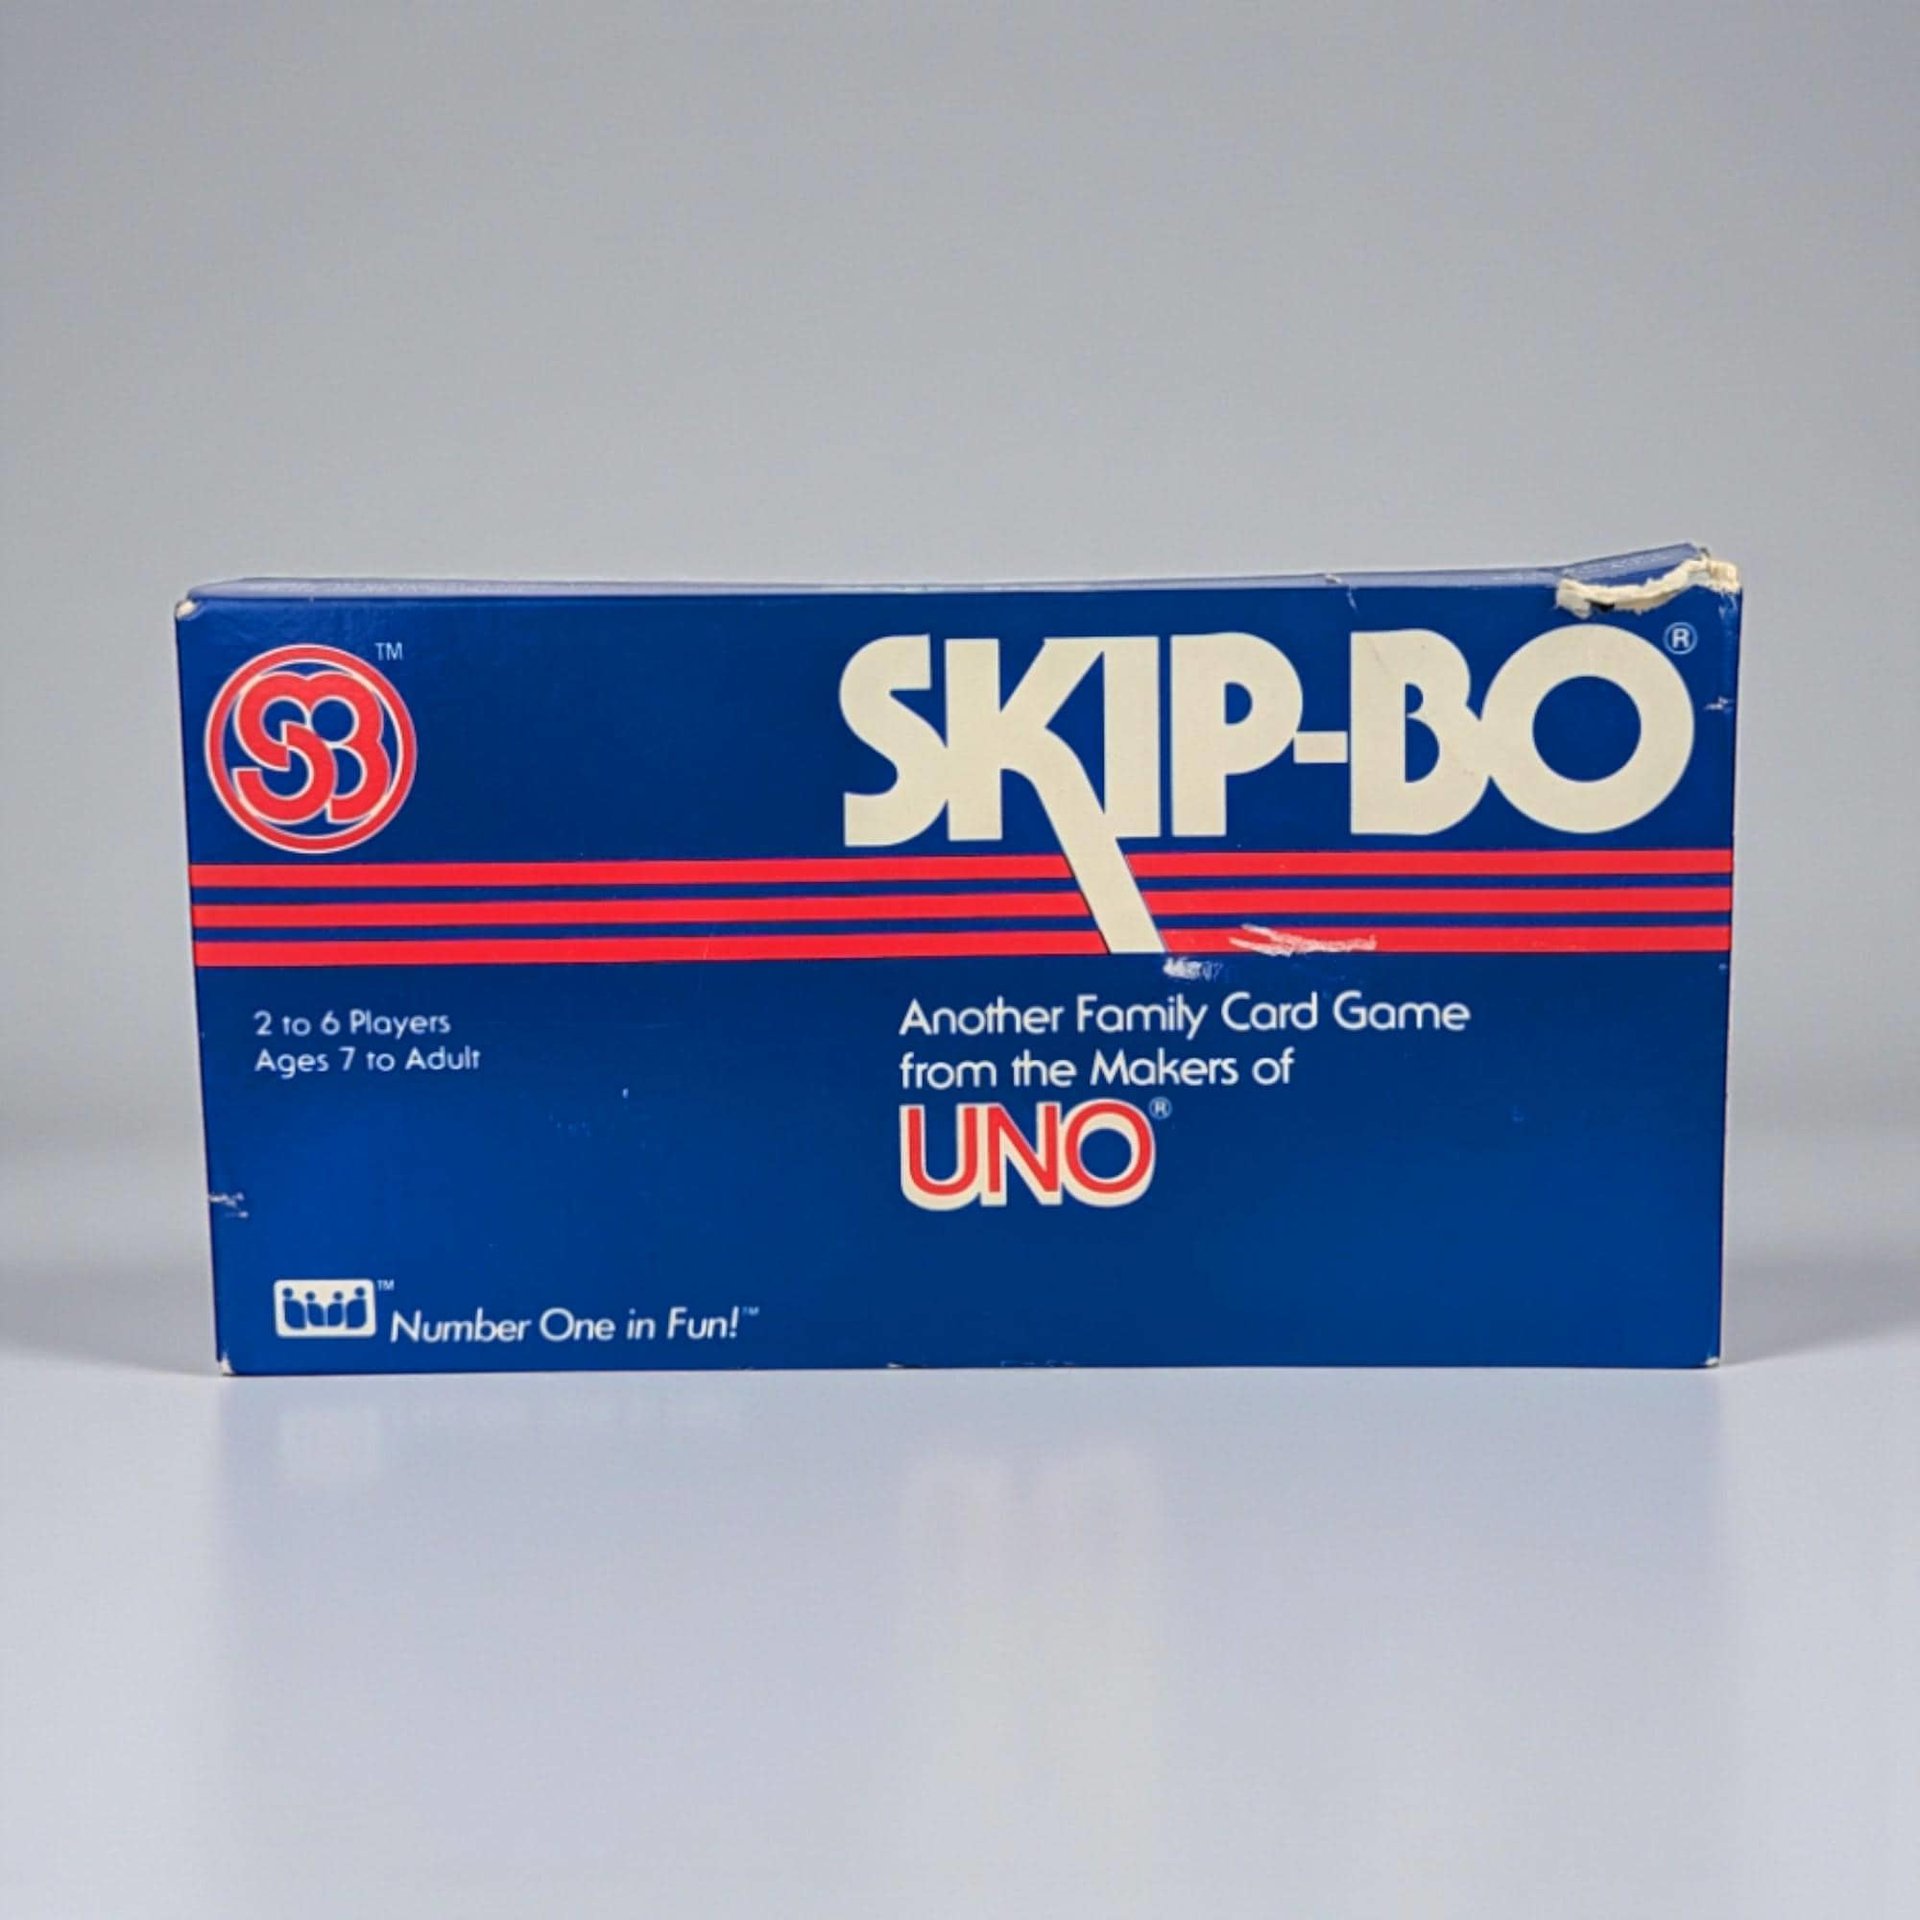 SB™
SKIP-BO®
2 to 6 Players
Ages 7 to Adult
Another Family Card Game
from the Makers of
UNO®
™ Number One in Fun!™